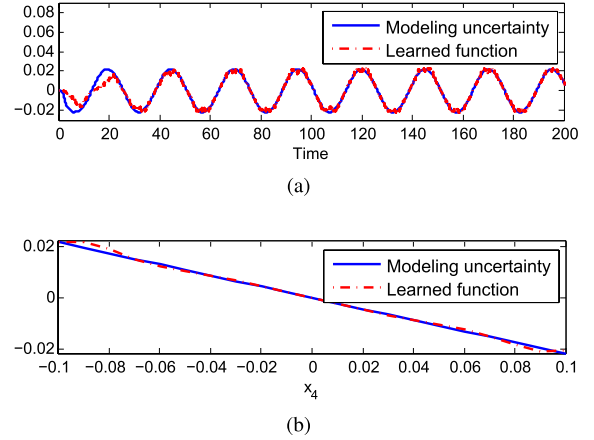 0.08
0.06
0.04
0.02
0
−0.02
Modeling uncertainty
Learned function
0 20 40 60 80 100 120 140 160 180 200
Time
(a)
0.02
0
−0.02
Modeling uncertainty
Learned function
−0.1 −0.08 −0.06 −0.04 −0.02 0 0.02 0.04 0.06 0.08 0.1
x4
(b)